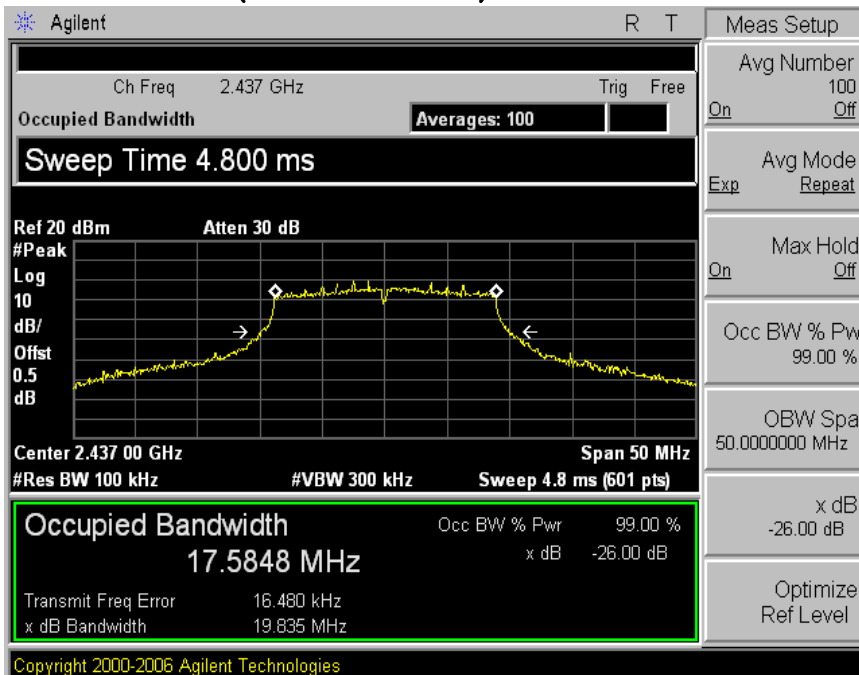 Agilent R T
Ch Freq 2.437 GHz Trig Free
Occupied Bandwidth Averages: 100
Sweep Time 4.800 ms
Ref 20 dBm Atten 30 dB
#Peak
Log
10
dB/
Offst
0.5
dB
Center 2.437 00 GHz Span 50 MHz
#Res BW 100 kHz #VBW 300 kHz Sweep 4.8 ms (601 pts)
Occupied Bandwidth Occ BW % Pwr 99.00 %
17.5848 MHz x dB -26.00 dB
Transmit Freq Error 16.480 kHz
x dB Bandwidth 19.835 MHz
Copyright 2000-2006 Agilent Technologies
Meas Setup
Avg Number
100
On Off
Avg Mode
Exp Repeat
Max Hold
On Off
Occ BW % Pw
99.00 %
OBW Spa
50.0000000 MHz
x dB
-26.00 dB
Optimize
Ref Level